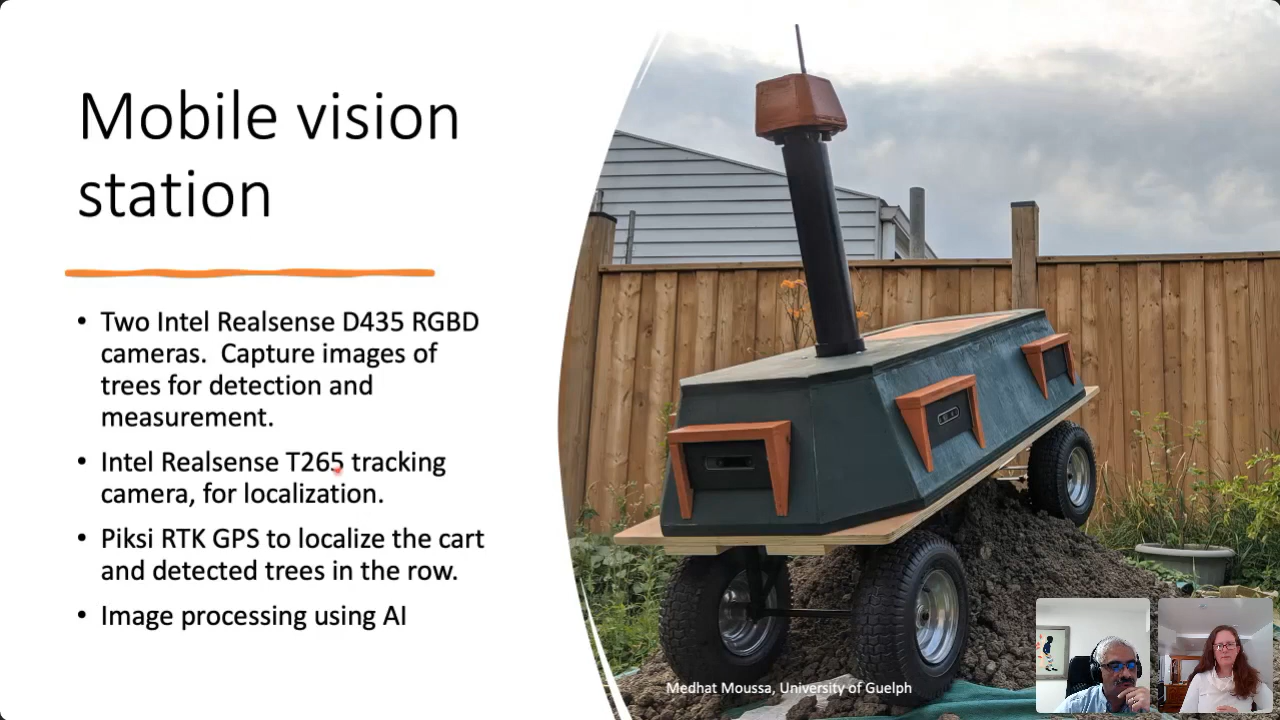 Mobile vision
station
• Two Intel Realsense D435 RGBD
cameras.  Capture images of
trees for detection and
measurement.
• Intel Realsense T265 tracking
camera, for localization.
• Piksi RTK GPS to localize the cart
and detected trees in the row.
• Image processing using AI
Medhat Moussa, University of Guelph